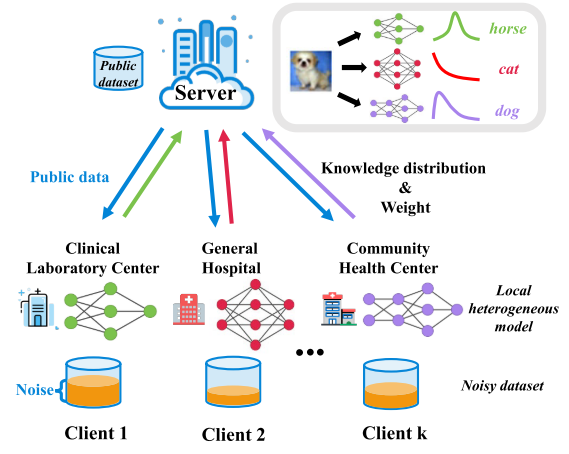 Public
dataset
Server
horse
cat
dog
Public data
Knowledge distribution
&
Weight
Clinical
Laboratory Center
General
Hospital
Community
Health Center
Local
heterogeneous
model
Noise
Noisy dataset
Client 1
Client 2
Client k